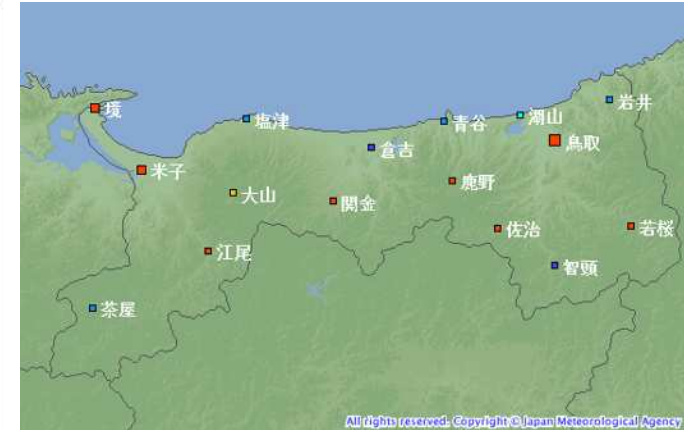 境
岩井
湖山
塩津
青谷
鳥取
倉吉
米子
鹿野
大山
関金
若桜
佐治
江尾
智頭
茶屋
All rights reserved. Copyright © Japan Meteorological Agency